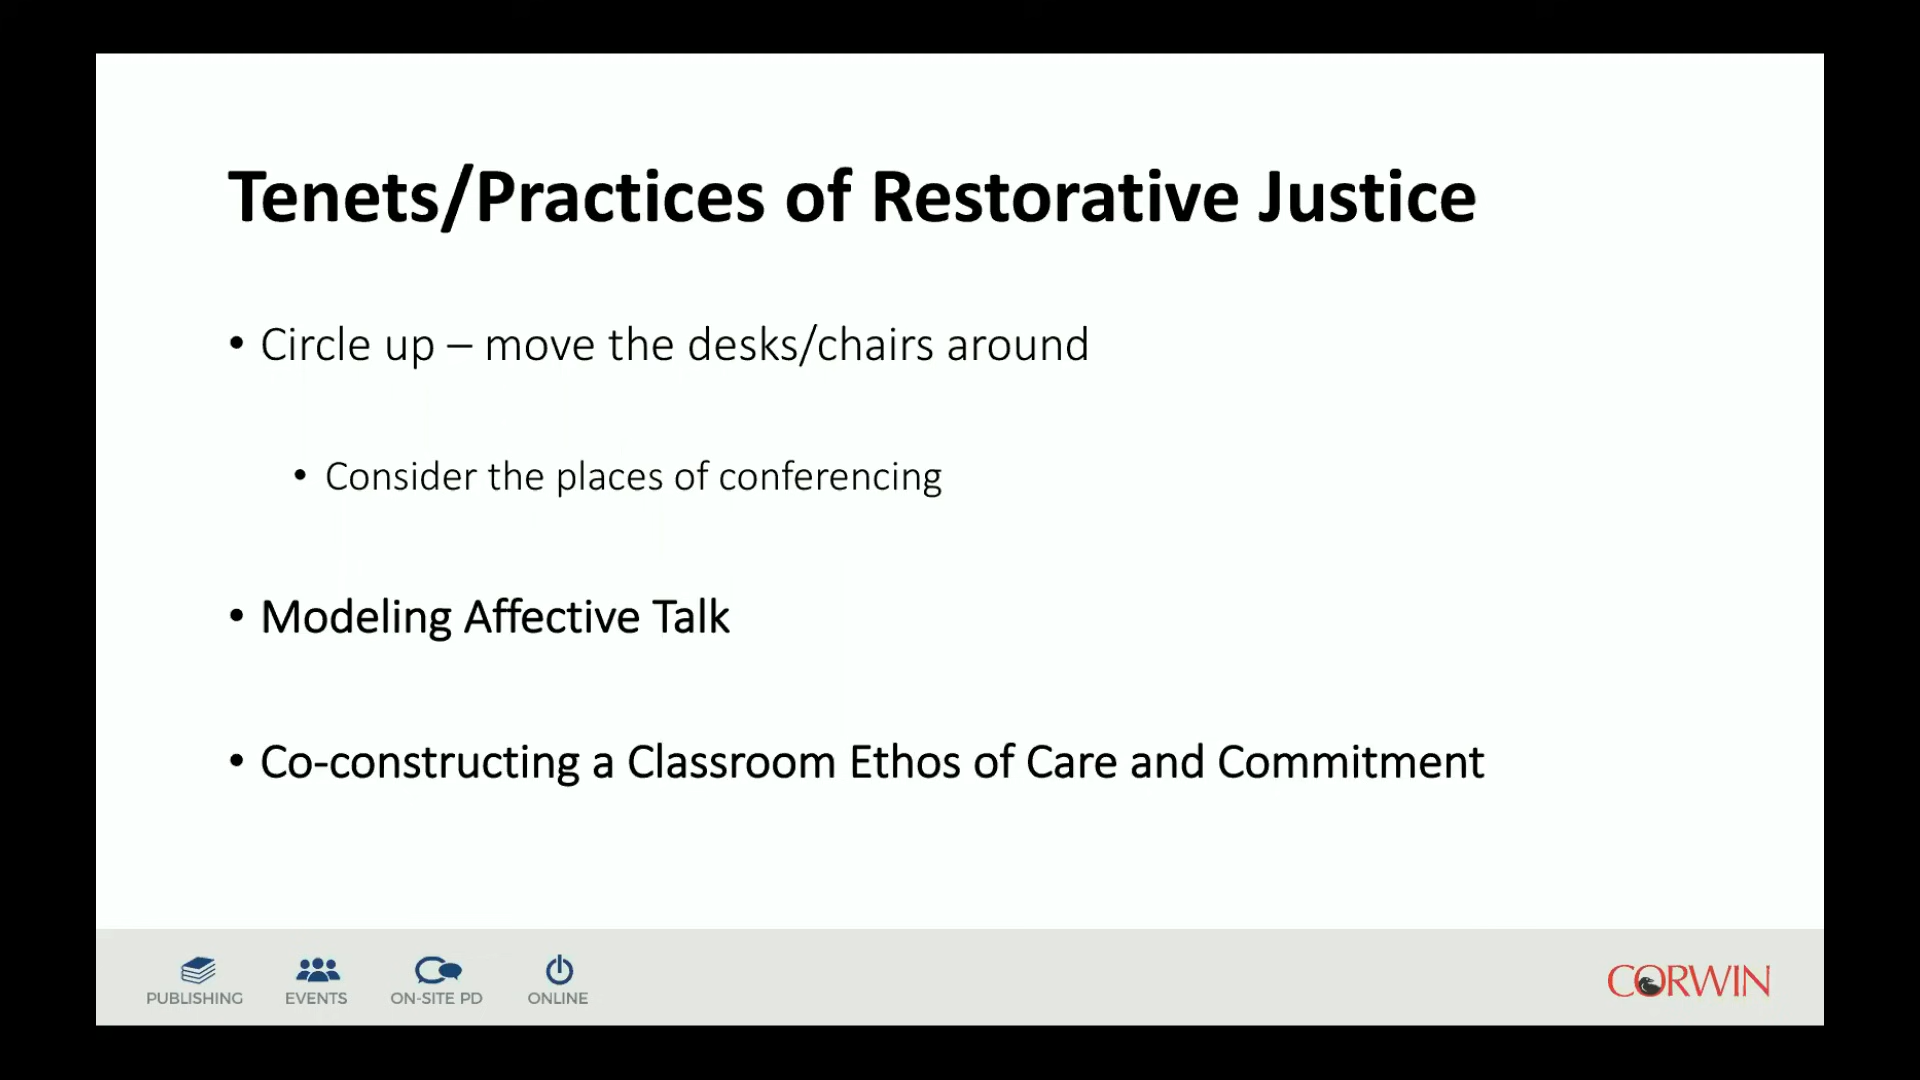 Tenets/Practices of Restorative Justice
• Circle up – move the desks/chairs around
• Consider the places of conferencing
• Modeling Affective Talk
• Co-constructing a Classroom Ethos of Care and Commitment
PUBLISHING EVENTS ON-SITE PD ONLINE CORWIN